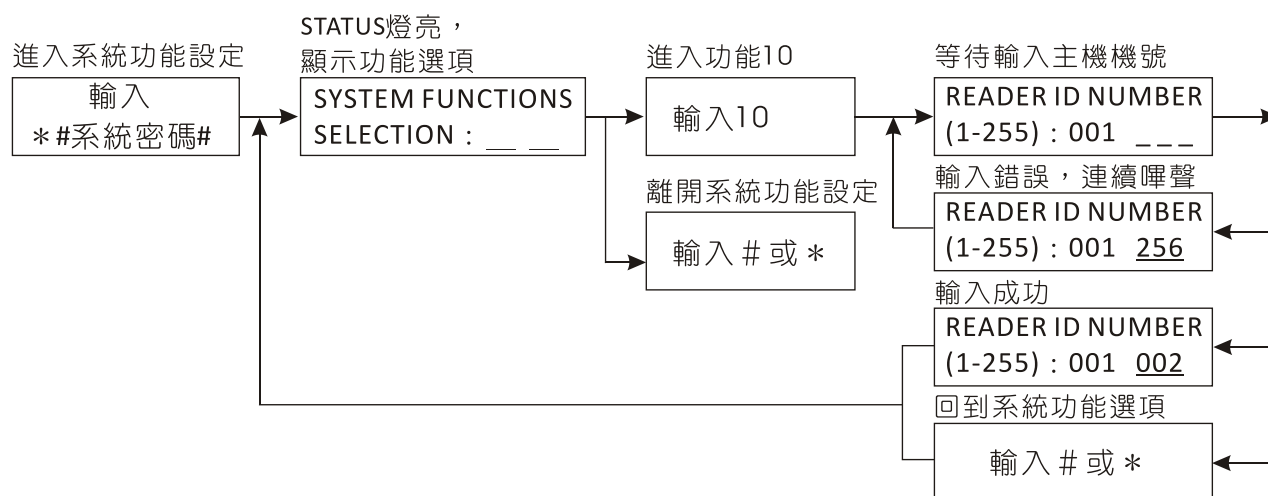 進入系統功能設定
輸入
＊#系統密碼#
STATUS燈亮，
顯示功能選項
SYSTEM FUNCTIONS
SELECTION：__ __
進入功能10
輸入10
離開系統功能設定
輸入＃或＊
等待輸入主機機號
READER ID NUMBER
(1-255)：001 _ _ _
輸入錯誤，連續嗶聲
READER ID NUMBER
(1-255)：001 256
輸入成功
READER ID NUMBER
(1-255)：001 002
回到系統功能選項
輸入＃或＊